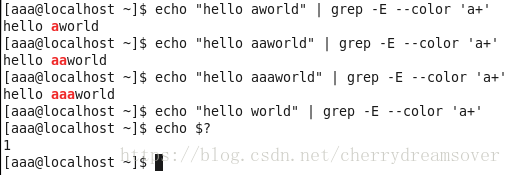 [aaa@localhost ~]$ echo "hello aworld" | grep -E --color 'a+'
hello aworld
[aaa@localhost ~]$ echo "hello aaworld" | grep -E --color 'a+'
hello aaworld
[aaa@localhost ~]$ echo "hello aaaworld" | grep -E --color 'a+'
hello aaaworld
[aaa@localhost ~]$ echo "hello world" | grep -E --color 'a+'
[aaa@localhost ~]$ echo $?
1
[aaa@localhost ~]$
https://blog.csdn.net/cherrydreamsover